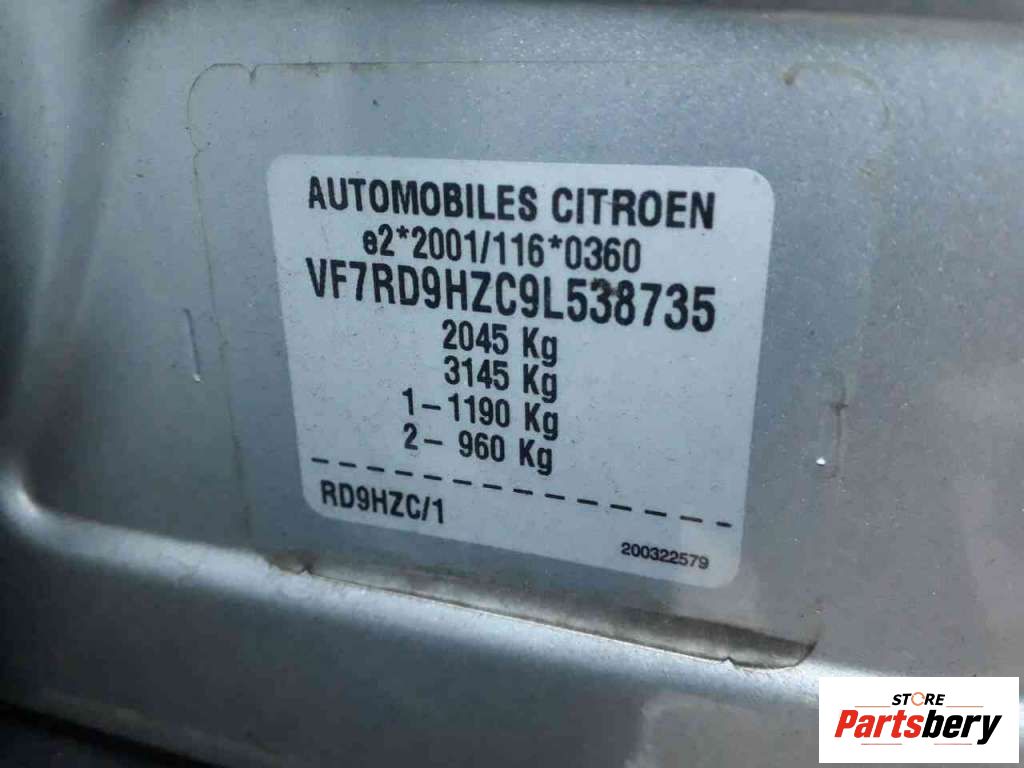 AUTOMOBILES CITROEN
e2*2001/116*0360
VF7RD9HZC9L538735
2045 Kg
3145 Kg
1-1190 Kg
2- 960 Kg
RD9HZC/1
200322579
STORE
Partsbery